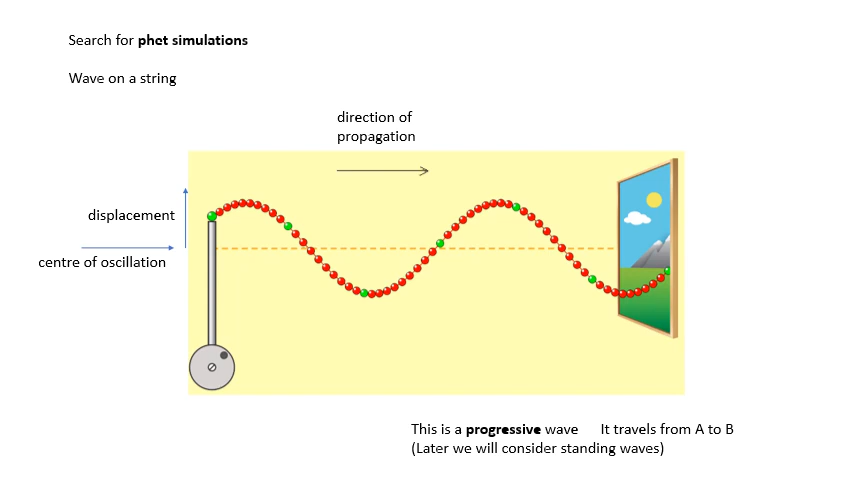 Search for phet simulations
Wave on a string
direction of
propagation
displacement
centre of oscillation
This is a progressive wave It travels from A to B
(Later we will consider standing waves)